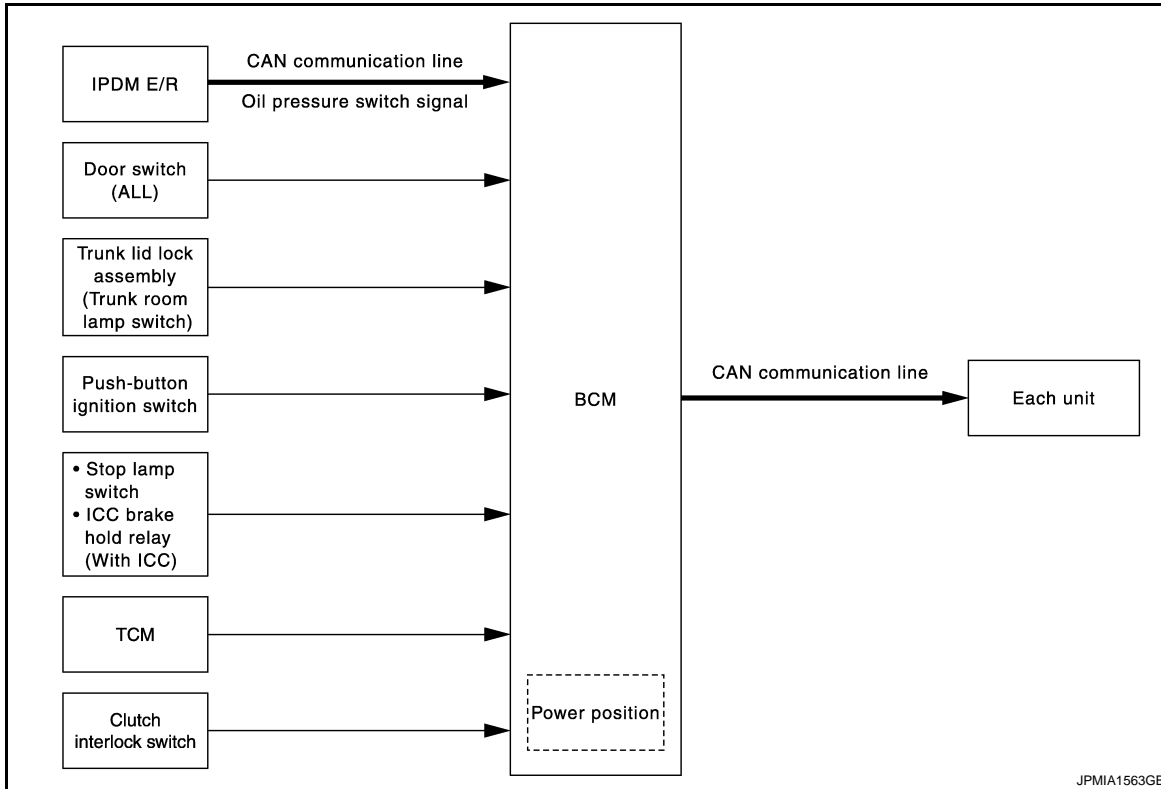 IPDM E/R
CAN communication line
Oil pressure switch signal
Door switch
(ALL)
Trunk lid lock
assembly
(Trunk room
lamp switch)
Push-button
ignition switch
• Stop lamp
switch
• ICC brake
hold relay
(With ICC)
TCM
Clutch
interlock switch
BCM
Power position
CAN communication line
Each unit
JPMIA1563GE